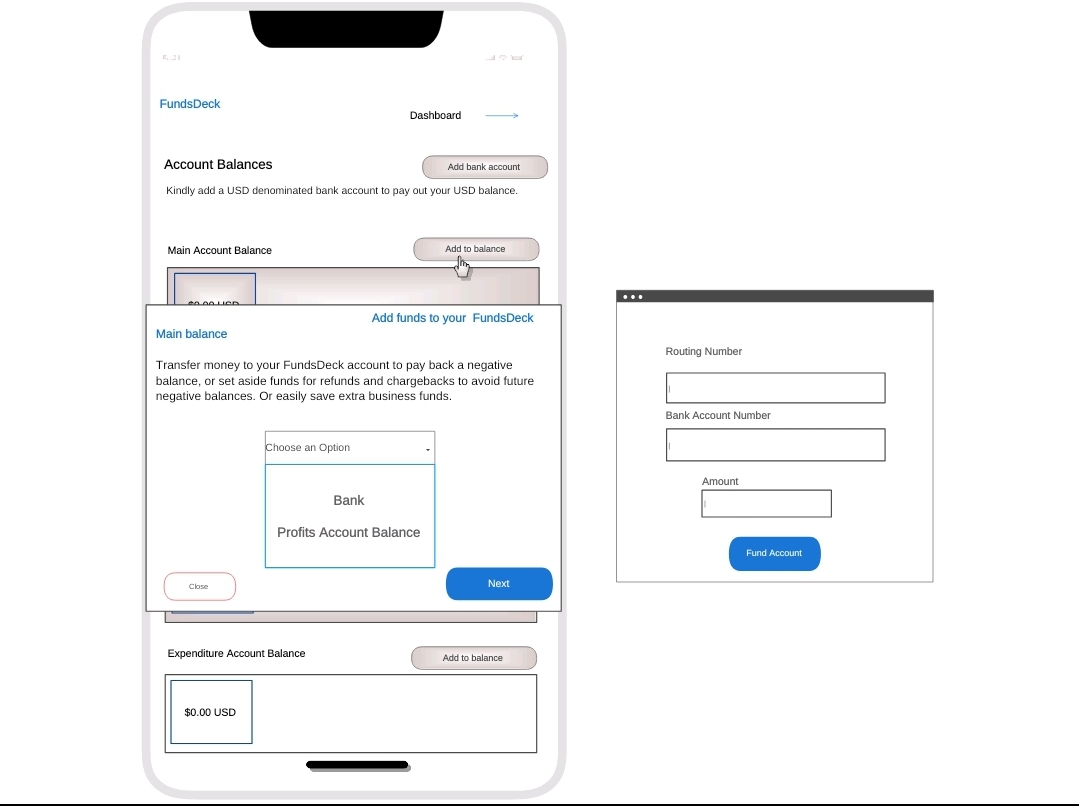 FundsDeck
Dashboard
Account Balances
Add bank account
Kindly add a USD denominated bank account to pay out your USD balance.
Main Account Balance
Add to balance
$0.00 USD
Add funds to your FundsDeck
Main balance
Transfer money to your FundsDeck account to pay back a negative
balance, or set aside funds for refunds and chargebacks to avoid future
negative balances. Or easily save extra business funds.
Choose an Option
Bank
Profits Account Balance
Close
Next
Expenditure Account Balance
Add to balance
$0.00 USD
Routing Number
Bank Account Number
Amount
Fund Account